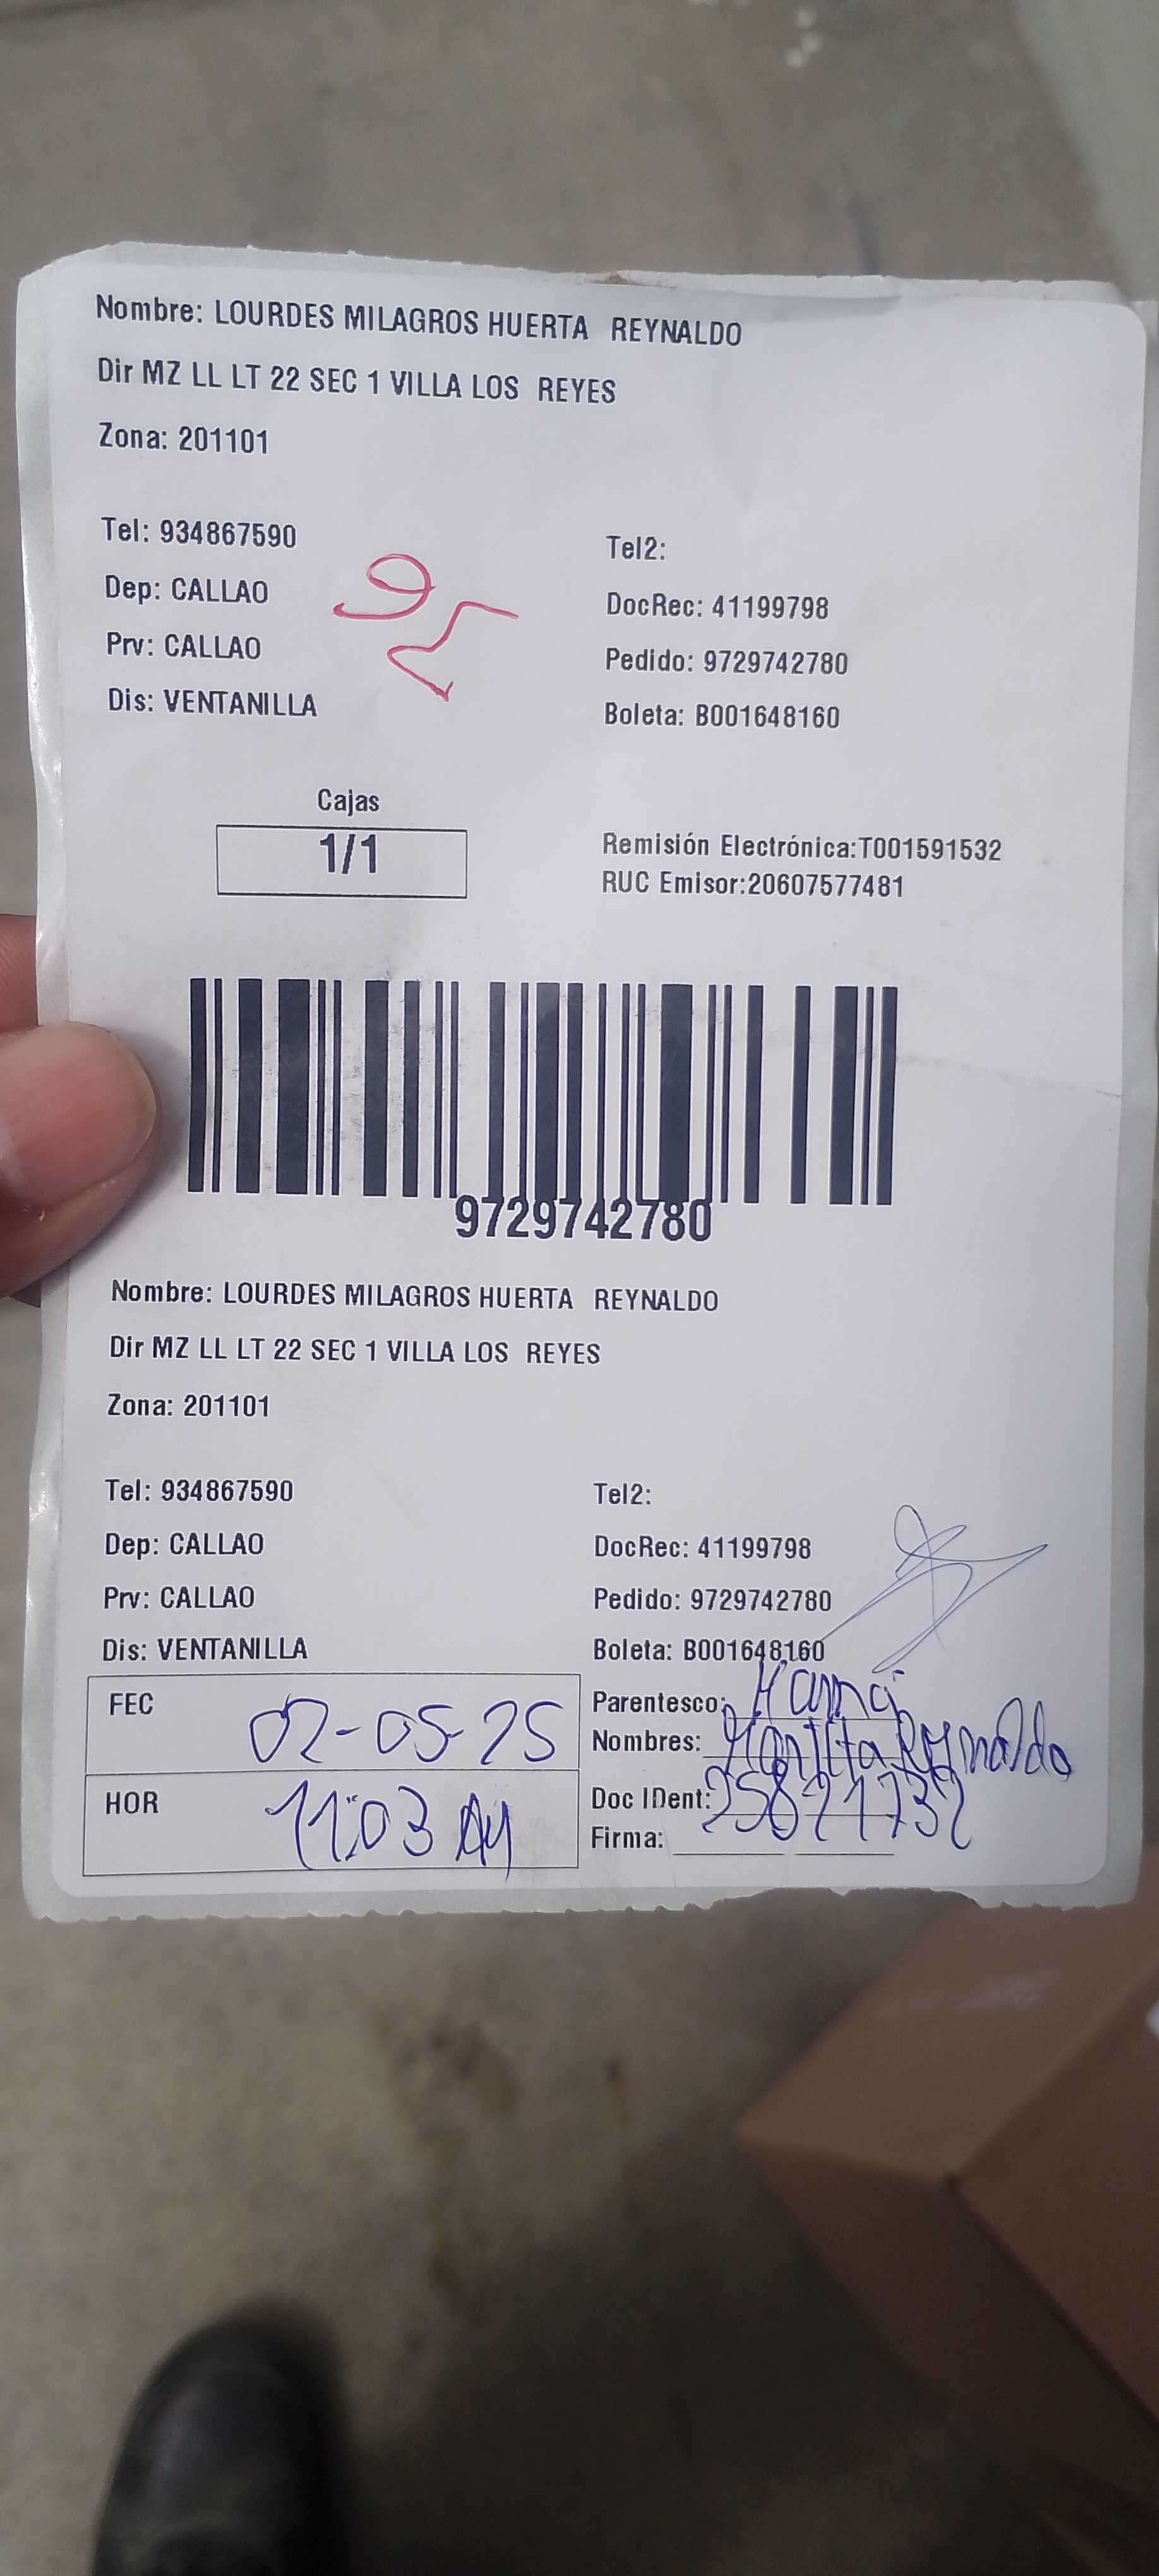 Nombre: LOURDES MILAGROS HUERTA REYNALDO
Dir MZ LL LT 22 SEC 1 VILLA LOS REYES
Zona: 201101
Tel: 934867590
Tel2:
Dep: CALLAO
DocRec: 41199798
Prv: CALLAO
Pedido: 9729742780
Dis: VENTANILLA
Boleta: B001648160
Cajas
1/1
Remisión Electrónica:T001591532
RUC Emisor:20607577481
9729742780
Nombre: LOURDES MILAGROS HUERTA REYNALDO
Dir MZ LL LT 22 SEC 1 VILLA LOS REYES
Zona: 201101
Tel: 934867590
Tel2:
Dep: CALLAO
DocRec: 41199798
Prv: CALLAO
Pedido: 9729742780
Dis: VENTANILLA
Boleta: B001648160
FEC 02-05-25
Parentesco: Mamá
Nombres: Reynaldo
HOR 11:03 AM
Doc IDent:
Firma: